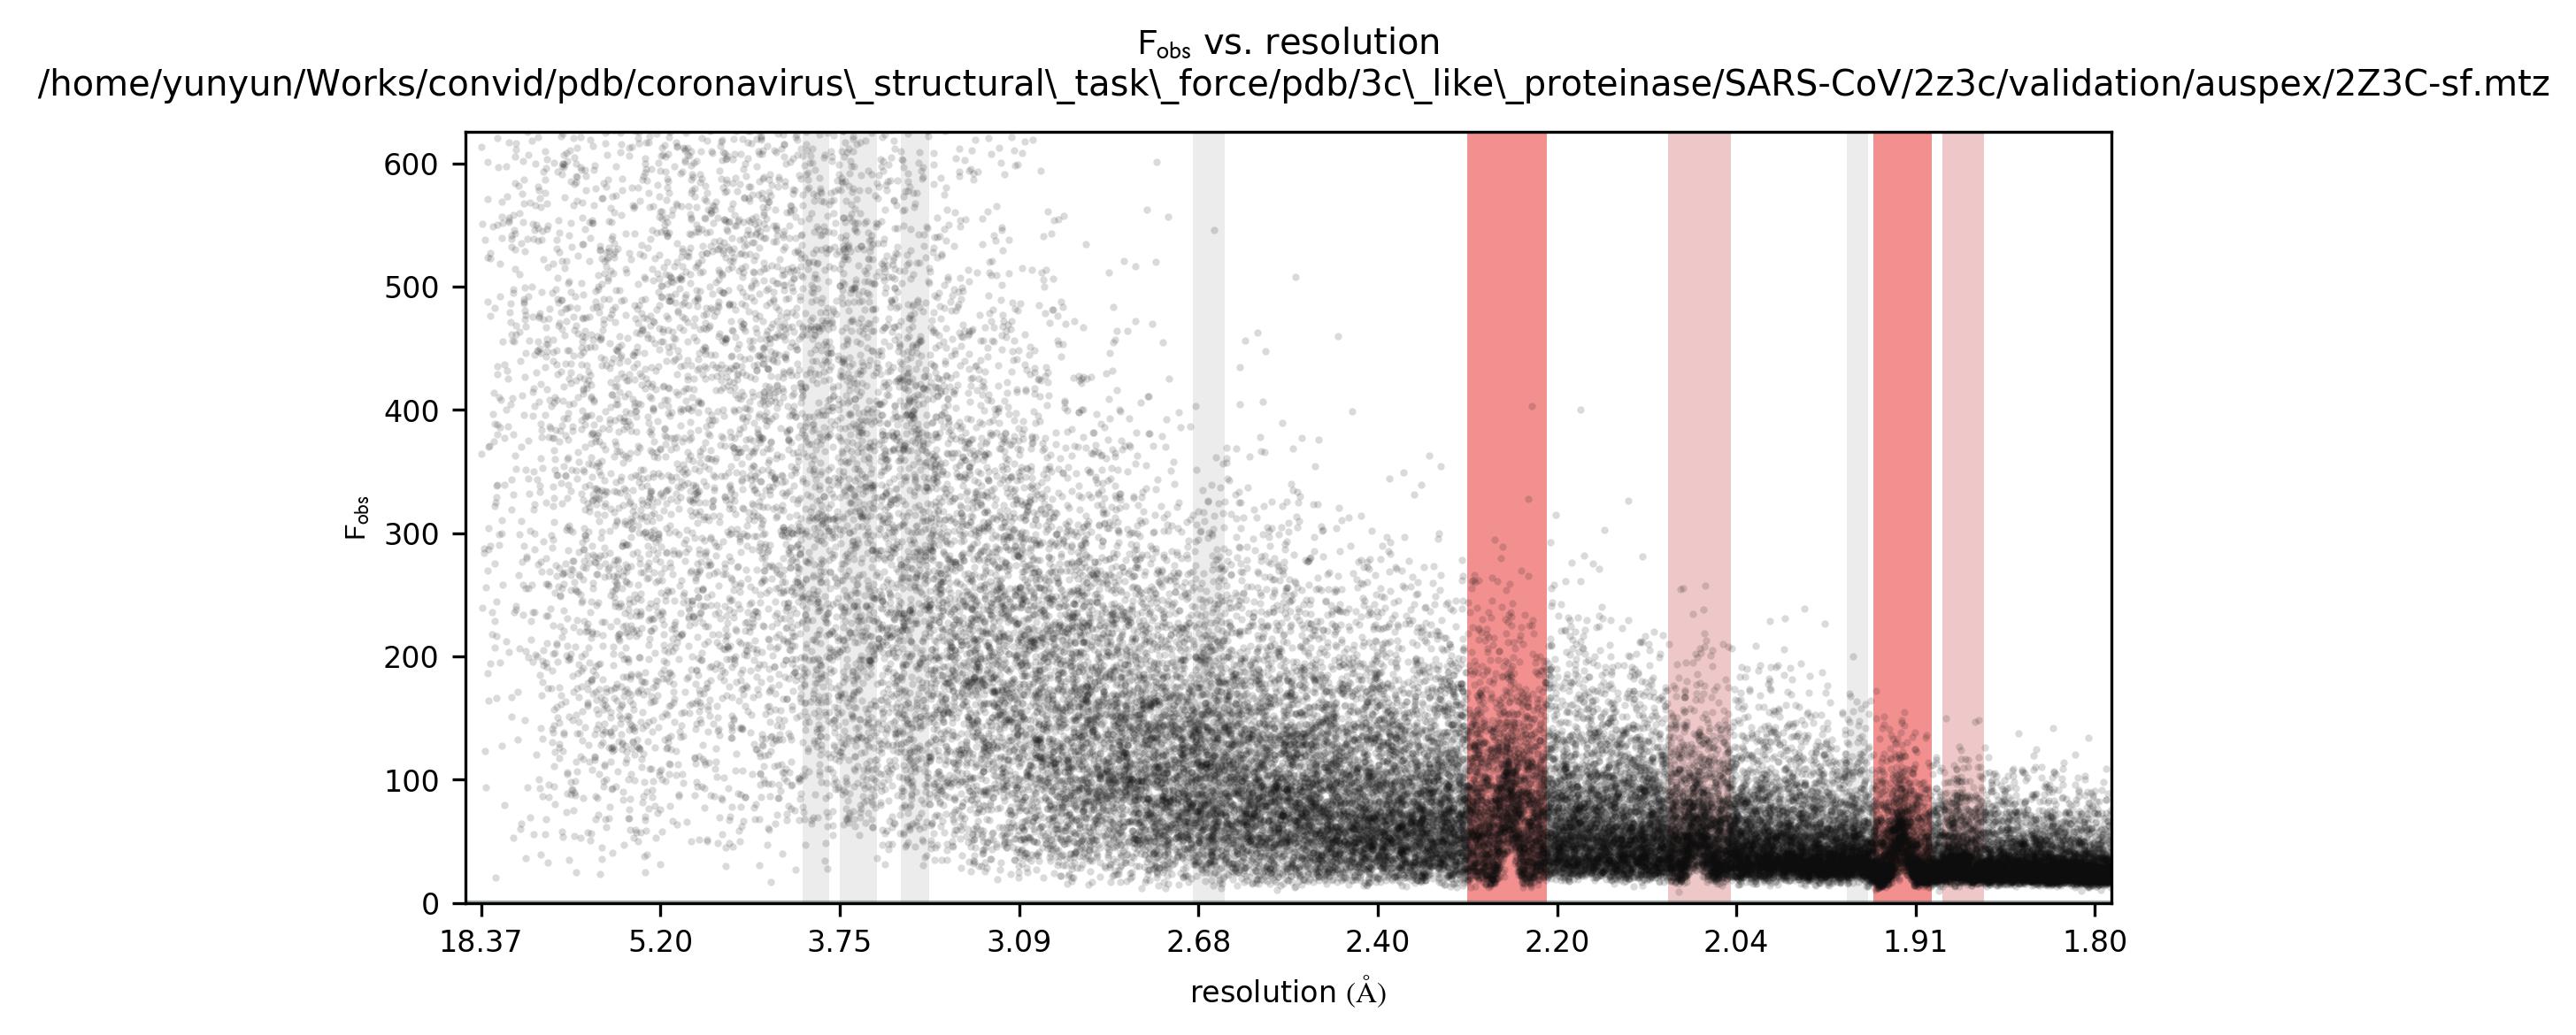 F_obs vs. resolution
/home/yunyun/Works/convid/pdb/coronavirus\_structural\_task\_force/pdb/3c\_like\_proteinase/SARS-CoV/2z3c/validation/auspex/2Z3C-sf.mtz
600
500
400
300
200
100
0
F_obs
18.37 5.20 3.75 3.09 2.68 2.40 2.20 2.04 1.91 1.80
resolution (Å)